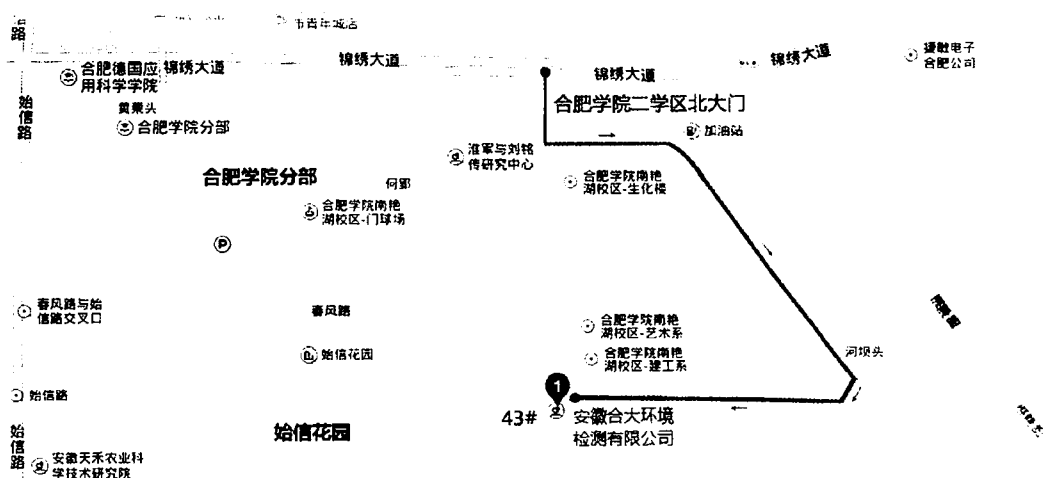 路
市青年城店
合肥德国应
用科学学院
锦绣大道
锦绣大道
锦绣大道
锦绣大道
捷敏电子
合肥公司
始信路
黄栗头
合肥学院分部
合肥学院二学区北大门
加油站
淮军与刘铭
传研究中心
合肥学院分部
何郢
合肥学院南艳
湖校区-生化楼
合肥学院南艳
湖校区-门球场
P
春风路与始
信路交叉口
春风路
合肥学院南艳
湖校区-艺术系
始信花园
合肥学院南艳
湖校区-建工系
河坝头
始信路
1
43#
安徽合大环境
检测有限公司
始信花园
始信路
安徽天禾农业科
学技术研究院